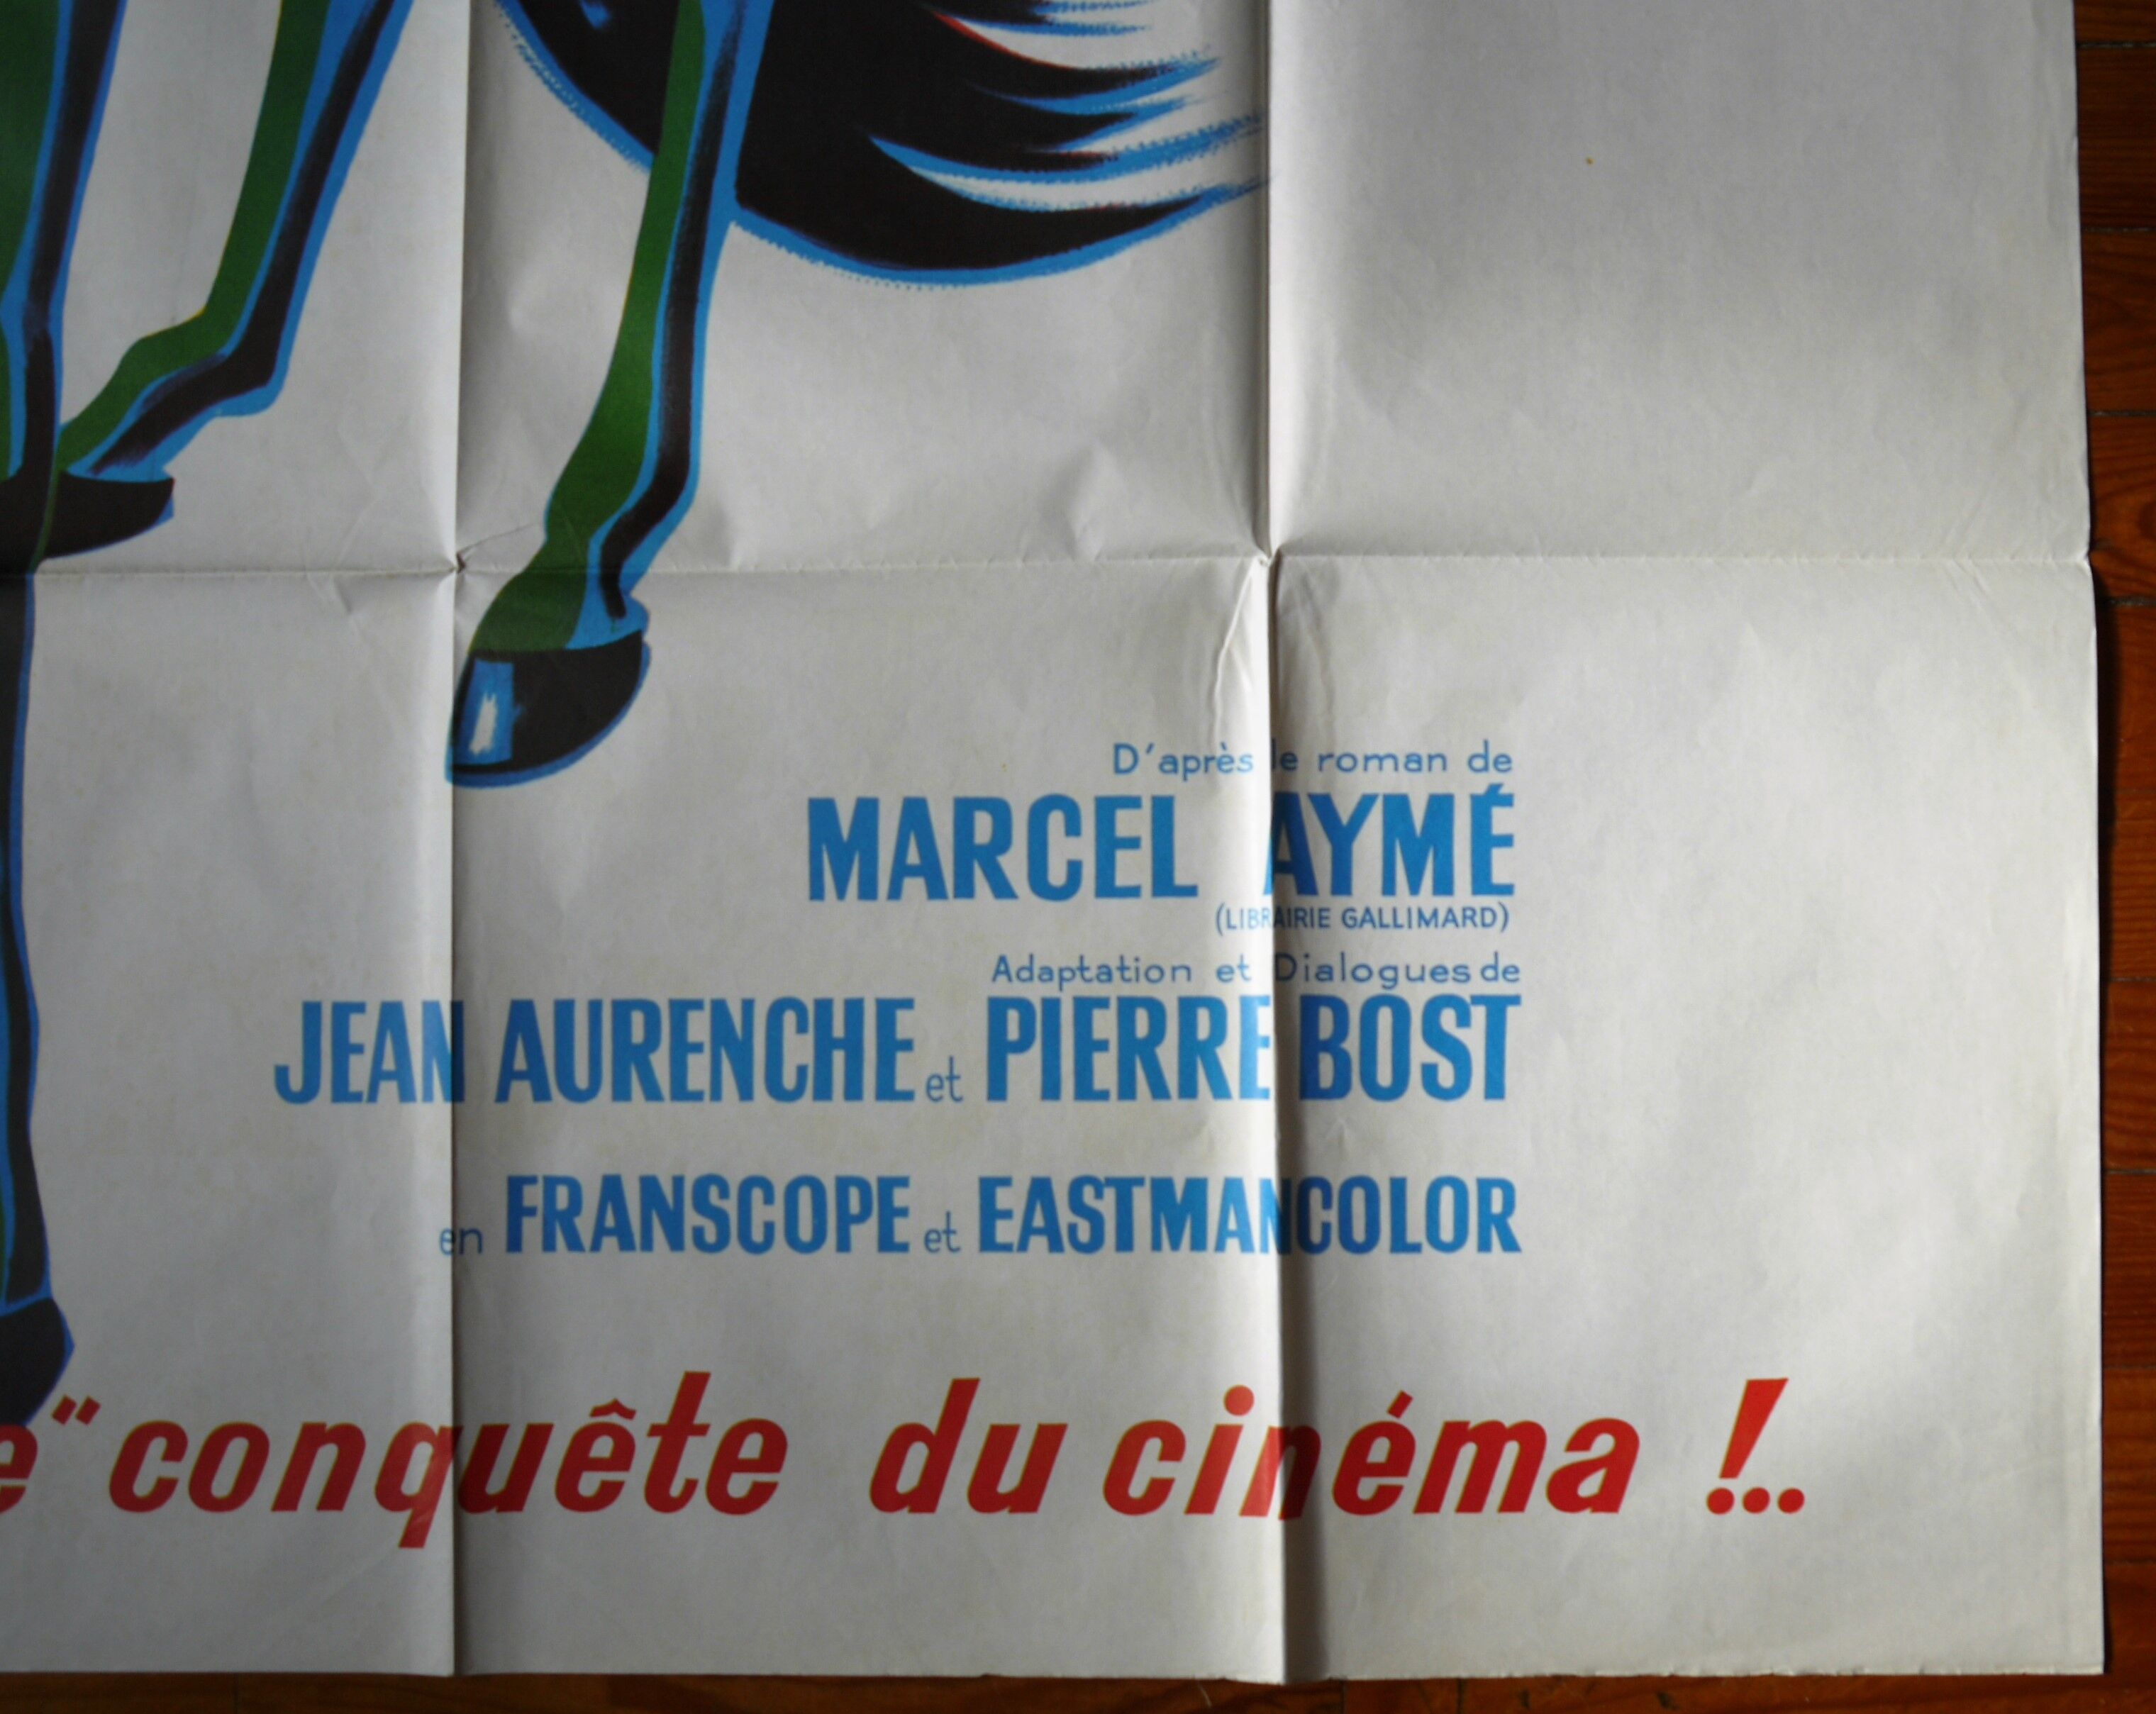 D'après le roman de
MARCEL AYMÉ
(LIBRAIRIE GALLIMARD)
Adaptation et Dialogues de
JEAN AURENCHE et PIERRE BOST
en FRANSCOPE et EASTMANCOLOR
e" conquête du cinéma !..